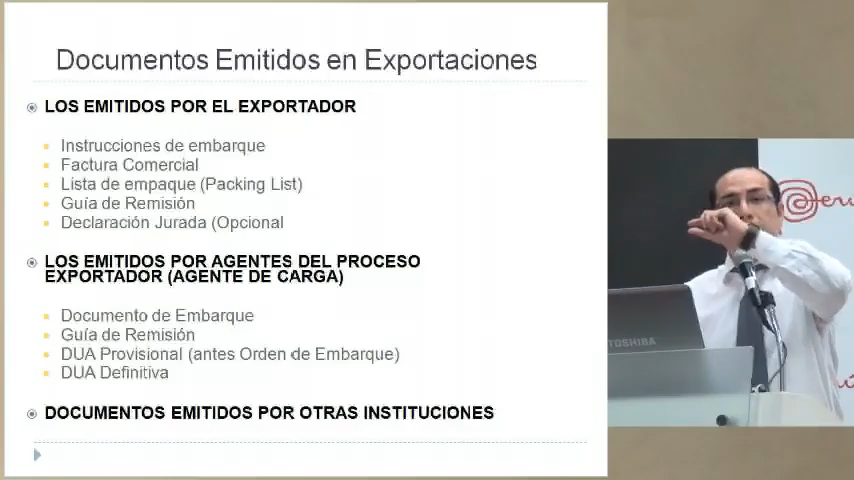 Documentos Emitidos en Exportaciones
LOS EMITIDOS POR EL EXPORTADOR
Instrucciones de embarque
Factura Comercial
Lista de empaque (Packing List)
Guía de Remisión
Declaración Jurada (Opcional
LOS EMITIDOS POR AGENTES DEL PROCESO
EXPORTADOR (AGENTE DE CARGA)
Documento de Embarque
Guía de Remisión
DUA Provisional (antes Orden de Embarque)
DUA Definitiva
DOCUMENTOS EMITIDOS POR OTRAS INSTITUCIONES
TOSHIBA